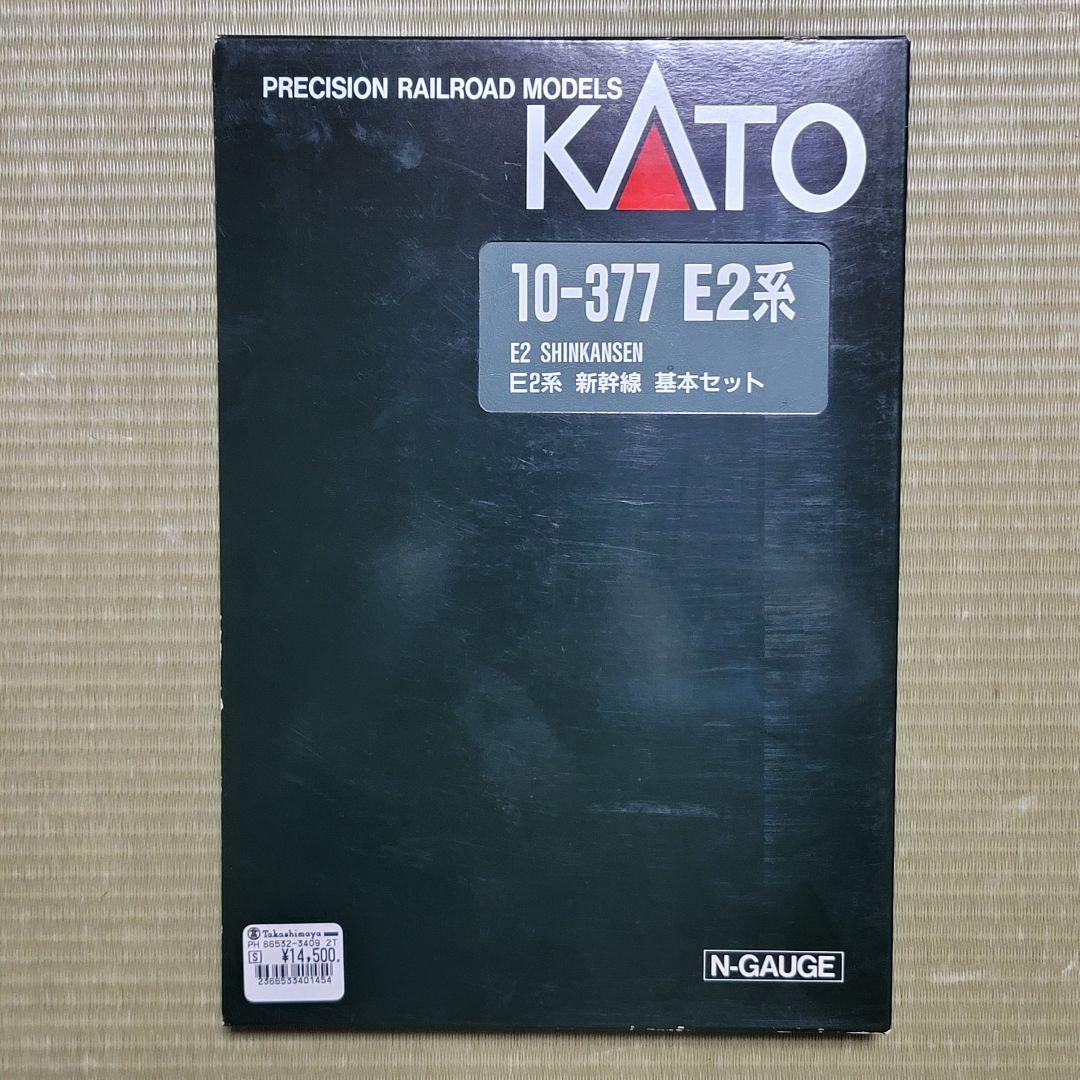 PRECISION RAILROAD MODELS
KATO
10-377 E2系
E2 SHINKANSEN
E2系 新幹線 基本セット
Takashimaya
PH 66532-3409 2T
S ¥14,500.
2366533401454
N-GAUGE